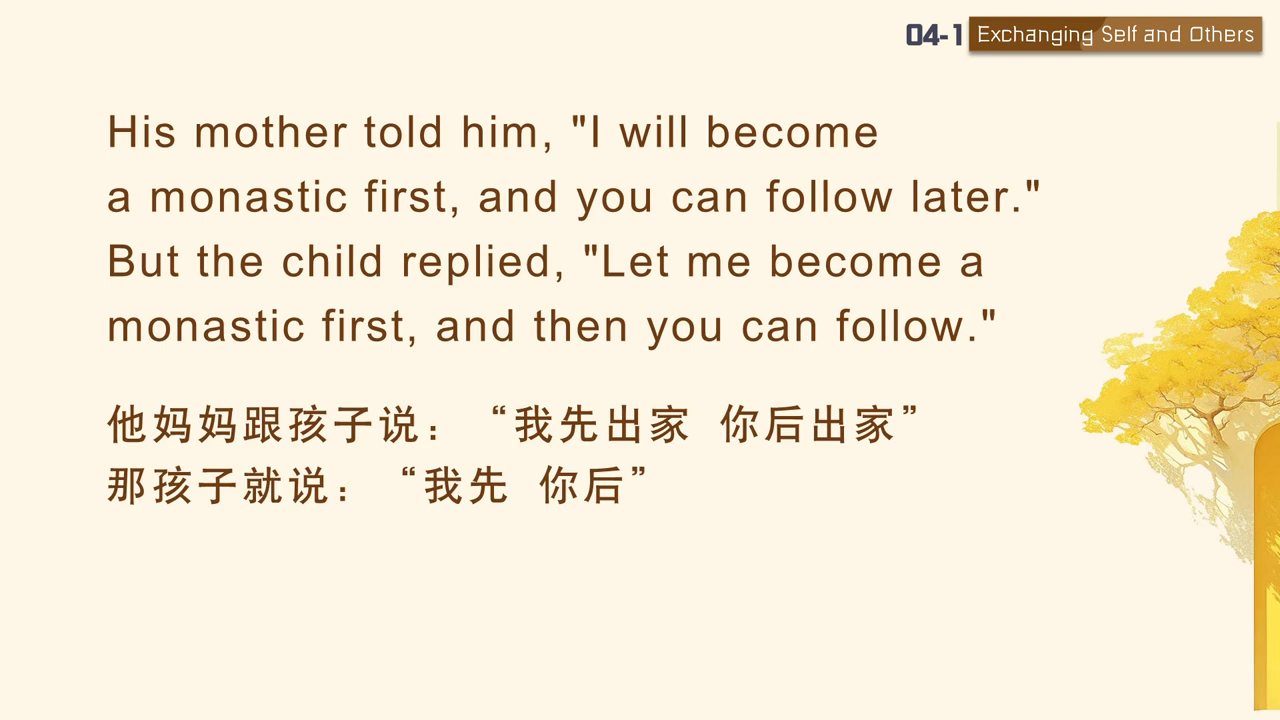 04-1 Exchanging Self and Others
His mother told him, "I will become
a monastic first, and you can follow later."
But the child replied, "Let me become a
monastic first, and then you can follow."
他妈妈跟孩子说：“我先出家 你后出家”
那孩子就说：“我先 你后”